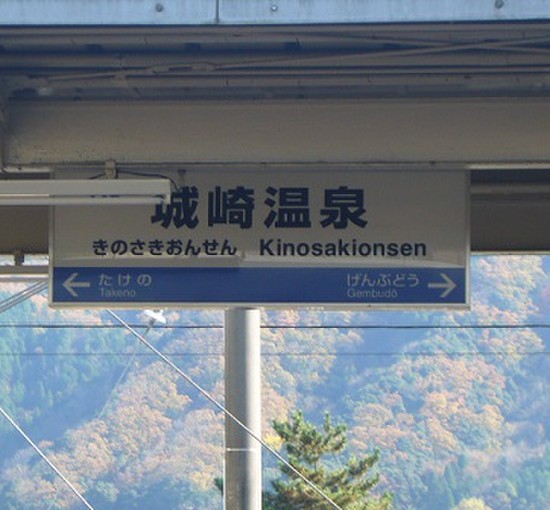 城崎温泉
きのさきおんせん Kinosakionsen
← たけの げんぶどう →
Takeno Gembudō